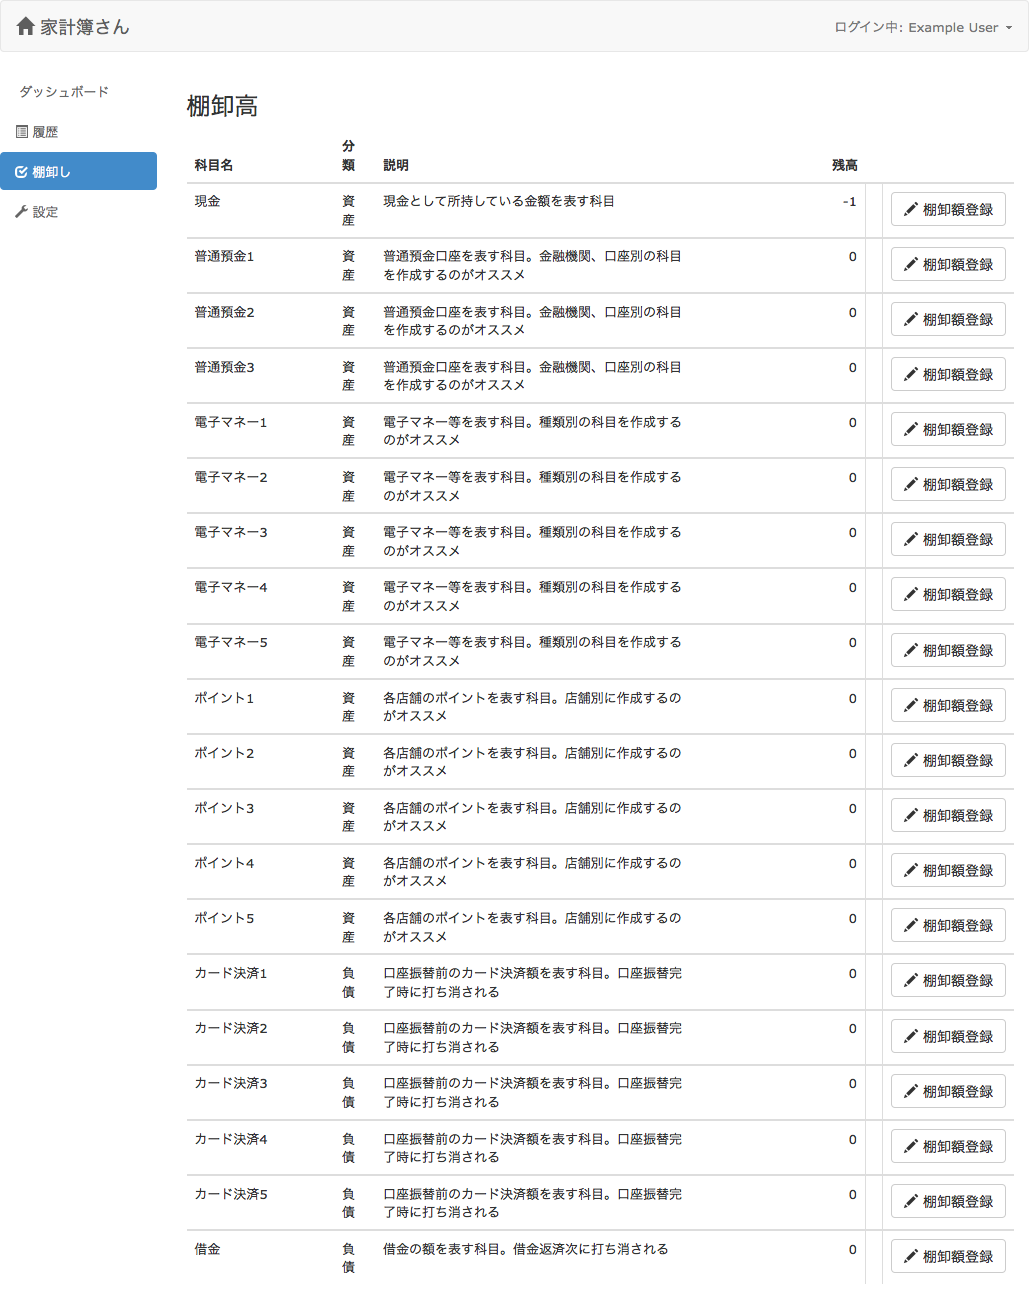 家計簿さん
ログイン中: Example User
ダッシュボード
履歴
棚卸し
設定
棚卸高
科目名 分類 説明 残高
現金 資産 現金として所持している金額を表す科目 -1 棚卸額登録
普通預金1 資産 普通預金口座を表す科目。金融機関、口座別の科目 0 棚卸額登録
を作成するのがオススメ
普通預金2 資産 普通預金口座を表す科目。金融機関、口座別の科目 0 棚卸額登録
を作成するのがオススメ
普通預金3 資産 普通預金口座を表す科目。金融機関、口座別の科目 0 棚卸額登録
を作成するのがオススメ
電子マネー1 資産 電子マネー等を表す科目。種類別の科目を作成する 0 棚卸額登録
のがオススメ
電子マネー2 資産 電子マネー等を表す科目。種類別の科目を作成する 0 棚卸額登録
のがオススメ
電子マネー3 資産 電子マネー等を表す科目。種類別の科目を作成する 0 棚卸額登録
のがオススメ
電子マネー4 資産 電子マネー等を表す科目。種類別の科目を作成する 0 棚卸額登録
のがオススメ
電子マネー5 資産 電子マネー等を表す科目。種類別の科目を作成する 0 棚卸額登録
のがオススメ
ポイント1 資産 各店舗のポイントを表す科目。店舗別に作成するの 0 棚卸額登録
がオススメ
ポイント2 資産 各店舗のポイントを表す科目。店舗別に作成するの 0 棚卸額登録
がオススメ
ポイント3 資産 各店舗のポイントを表す科目。店舗別に作成するの 0 棚卸額登録
がオススメ
ポイント4 資産 各店舗のポイントを表す科目。店舗別に作成するの 0 棚卸額登録
がオススメ
ポイント5 資産 各店舗のポイントを表す科目。店舗別に作成するの 0 棚卸額登録
がオススメ
カード決済1 負債 口座振替前のカード決済額を表す科目。口座振替完 0 棚卸額登録
了時に打ち消される
カード決済2 負債 口座振替前のカード決済額を表す科目。口座振替完 0 棚卸額登録
了時に打ち消される
カード決済3 負債 口座振替前のカード決済額を表す科目。口座振替完 0 棚卸額登録
了時に打ち消される
カード決済4 負債 口座振替前のカード決済額を表す科目。口座振替完 0 棚卸額登録
了時に打ち消される
カード決済5 負債 口座振替前のカード決済額を表す科目。口座振替完 0 棚卸額登録
了時に打ち消される
借金 負債 借金の額を表す科目。借金返済次に打ち消される 0 棚卸額登録